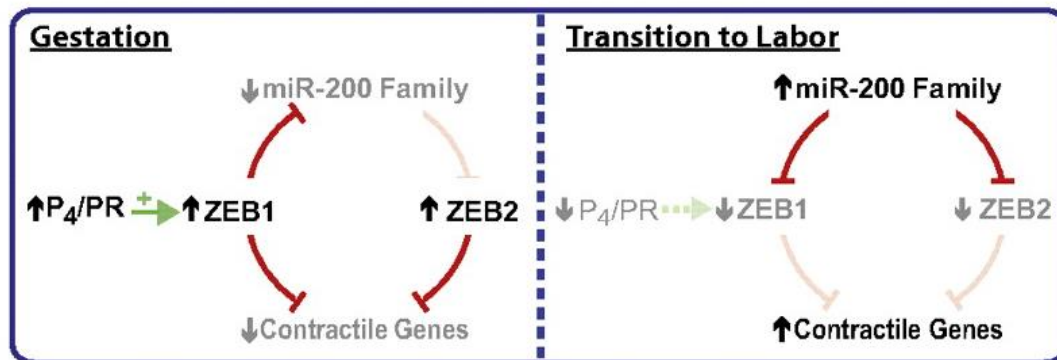 Gestation
↓miR-200 Family
↑P₄/PR + ↑ZEB1 ↑ ZEB2
↓Contractile Genes
Transition to Labor
↑miR-200 Family
↓ P₄/PR ↓ZEB1 ↓ ZEB2
↑Contractile Genes